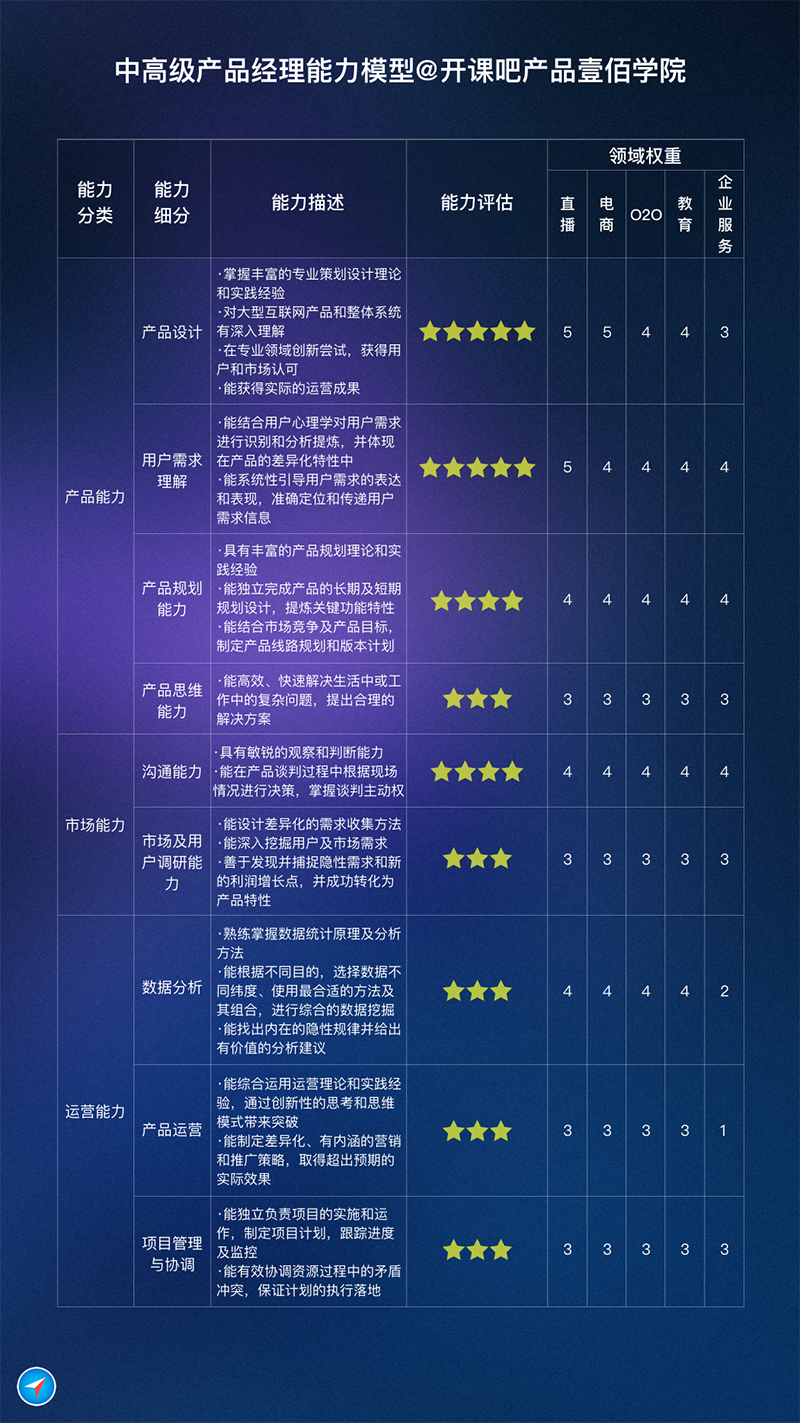 中高级产品经理能力模型@开课吧产品壹佰学院
能力
分类
能力
细分
能力描述
能力评估
领域权重
直播
电商
O2O
教育
企业服务
产品能力
产品设计
·掌握丰富的专业策划设计理论
和实践经验
·对大型互联网产品和整体系统
有深入理解
·在专业领域创新尝试，获得用
户和市场认可
·能获得实际的运营成果
5 5 4 4 3
用户需求
理解
·能结合用户心理学对用户需求
进行识别和分析提炼，并体现
在产品的差异化特性中
·能系统性引导用户需求的表达
和表现，准确定位和传递用户
需求信息
5 4 4 4 4
产品规划
能力
·具有丰富的产品规划理论和实
践经验
·能独立完成产品的长期及短期
规划设计，提炼关键功能特性
·能结合市场竞争及产品目标，
制定产品线路规划和版本计划
4 4 4 4 4
产品思维
能力
·能高效、快速解决生活中或工
作中的复杂问题，提出合理的
解决方案
3 3 3 3 3
市场能力
沟通能力
·具有敏锐的观察和判断能力
·能在产品谈判过程中根据现场
情况进行决策，掌握谈判主动权
4 4 4 4 4
市场及用
户调研能
力
·能设计差异化的需求收集方法
·能深入挖掘用户及市场需求
·善于发现并捕捉隐性需求和新
的利润增长点，并成功转化为
产品特性
3 3 3 3 3
运营能力
数据分析
·熟练掌握数据统计原理及分析
方法
·能根据不同目的，选择数据不
同纬度、使用最合适的方法及
其组合，进行综合的数据挖掘
·能找出内在的隐性规律并给出
有价值的分析建议
4 4 4 4 2
产品运营
·能综合运用运营理论和实践经
验，通过创新性的思考和思维
模式带来突破
·能制定差异化、有内涵的营销
和推广策略，取得超出预期的
实际效果
3 3 3 3 1
项目管理
与协调
·能独立负责项目的实施和运
作，制定项目计划，跟踪进度
及监控
·能有效协调资源过程中的矛盾
冲突，保证计划的执行落地
3 3 3 3 3